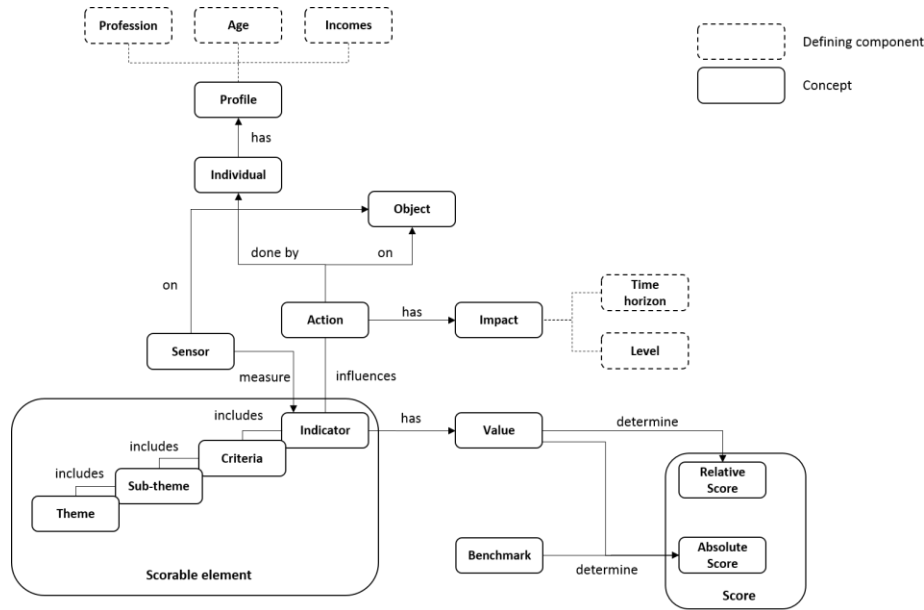 Profession
Age
Incomes
Defining component
Concept
Profile
has
Individual
Object
done by
on
on
Time
horizon
Action
has
Impact
Sensor
Level
measure
influences
includes
Indicator
has
Value
determine
includes
Criteria
includes
Sub-theme
Relative
Score
Theme
Benchmark
Absolute
Score
determine
Scorable element
Score